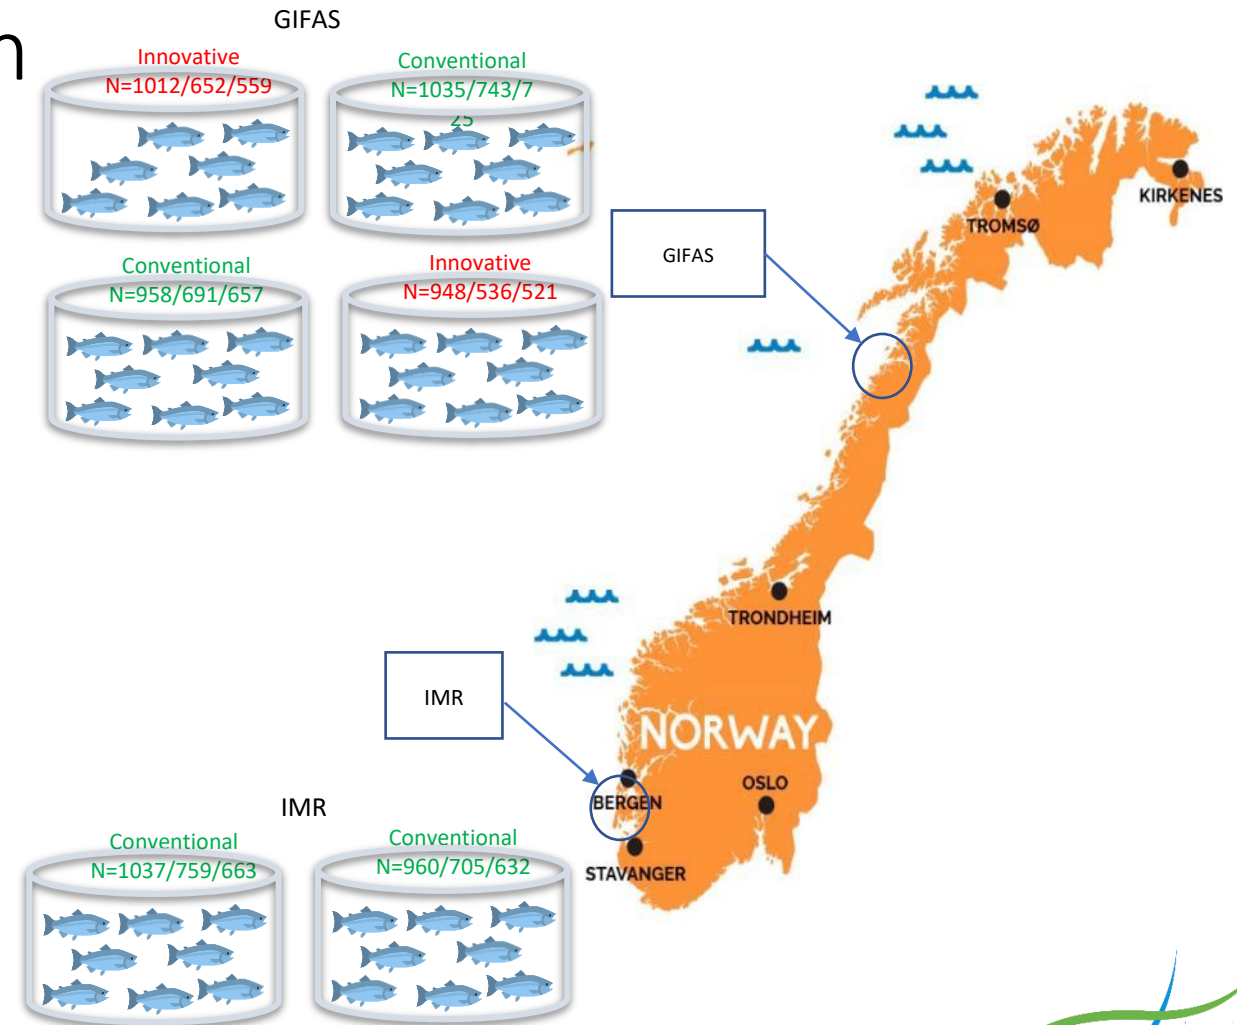 n
GIFAS
Innovative
N=1012/652/559
Conventional
N=1035/743/7
25
Conventional
N=958/691/657
Innovative
N=948/536/521
GIFAS
KIRKENES
TROMSØ
TRONDHEIM
IMR
NORWAY
OSLO
BERGEN
STAVANGER
IMR
Conventional
N=1037/759/663
Conventional
N=960/705/632